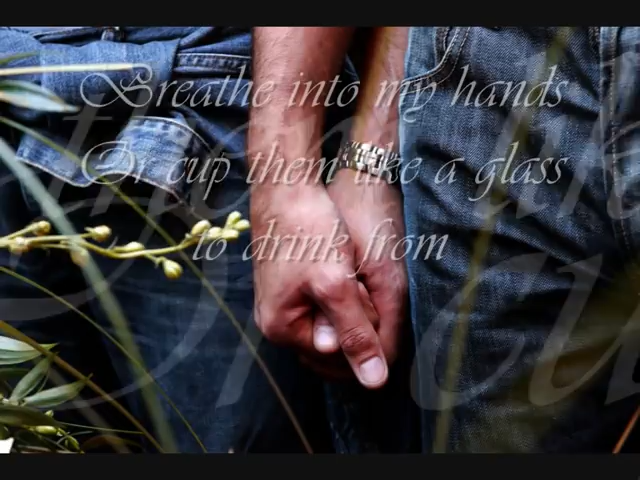 Breathe into my hands
Or cup them like a glass
to drink from